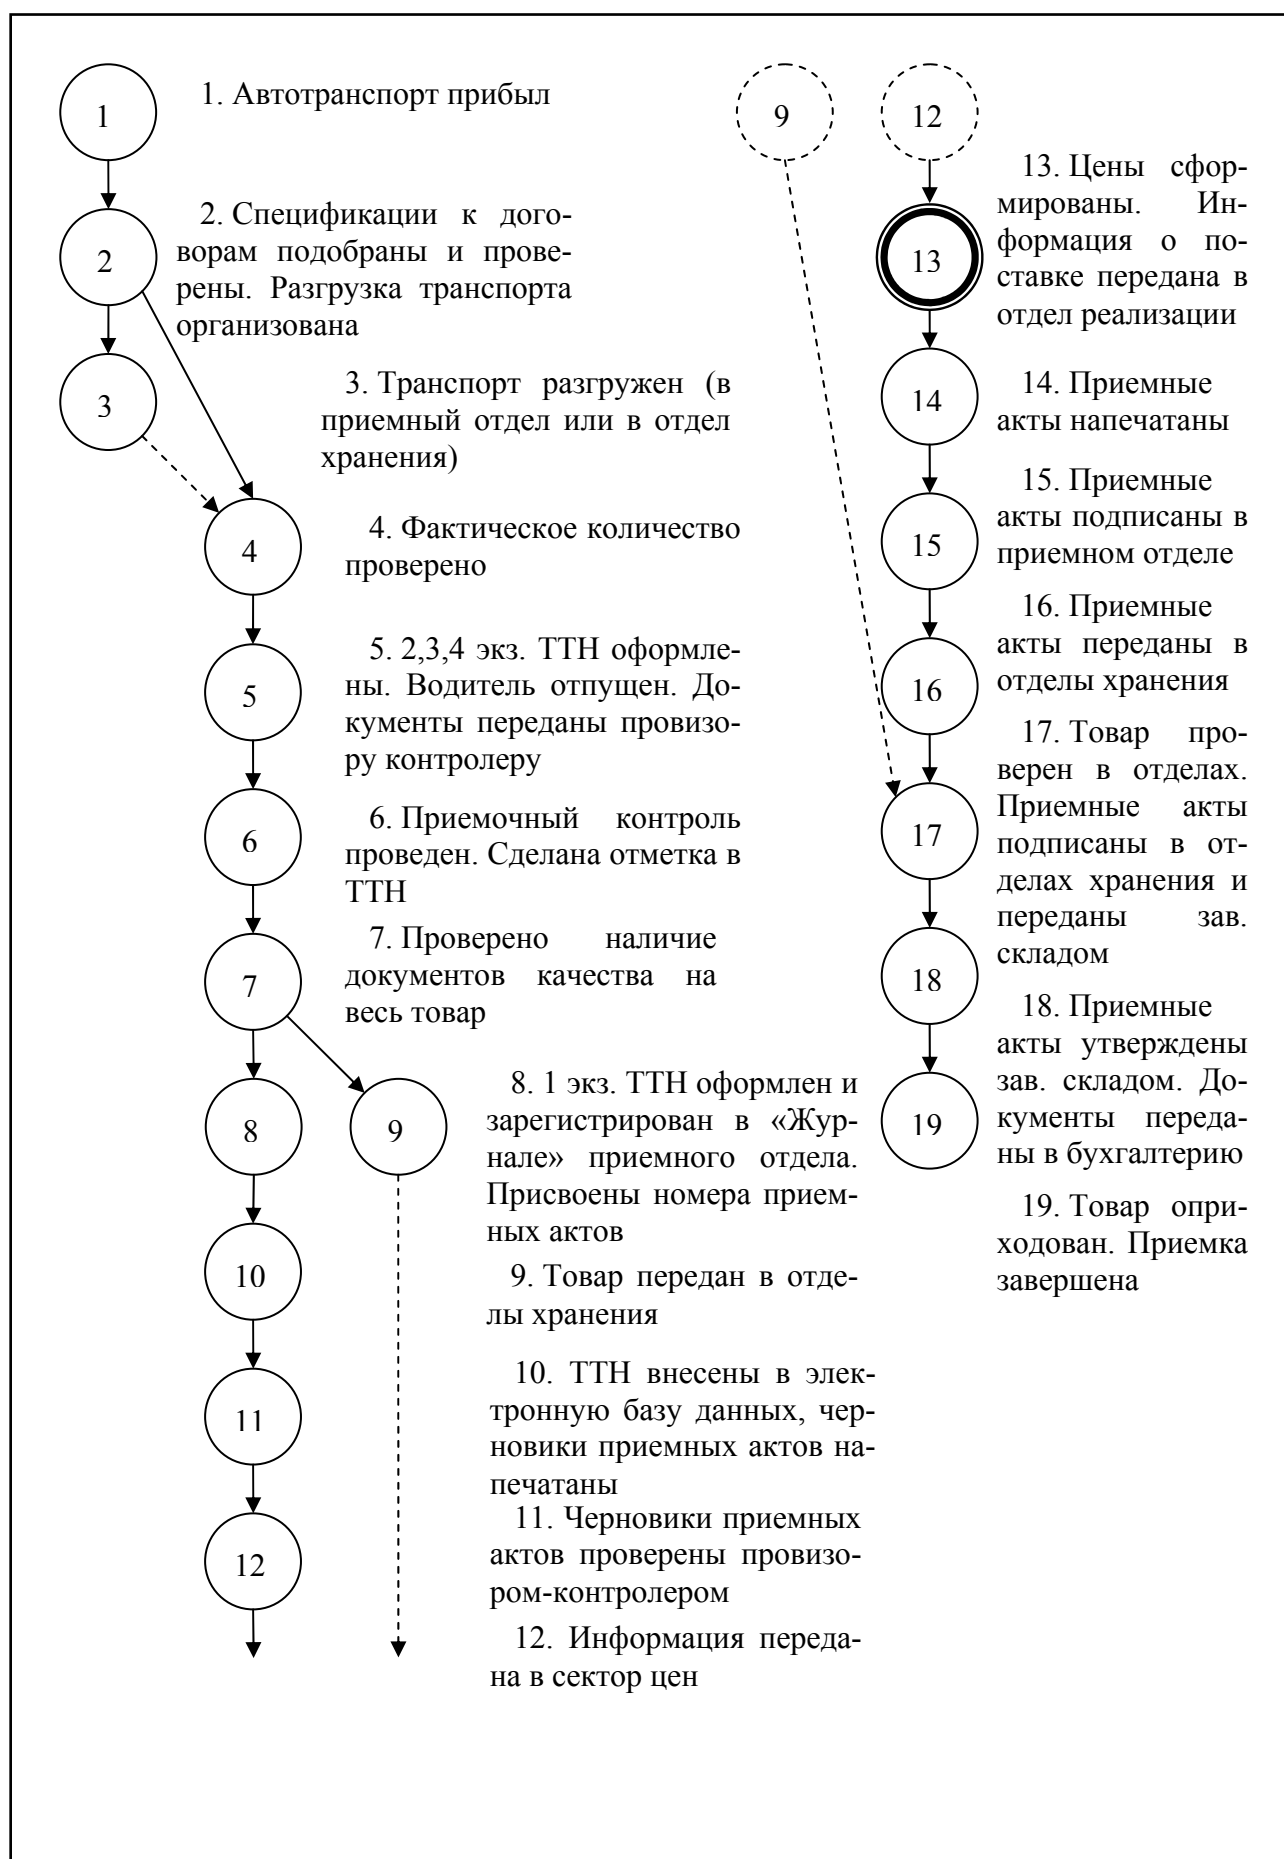 1
1. Автотранспорт прибыл
2
2. Спецификации к дого-
ворам подобраны и прове-
рены. Разгрузка транспорта
организована
3
3. Транспорт разгружен (в
приемный отдел или в отдел
хранения)
4
4. Фактическое количество
проверено
5
5. 2,3,4 экз. ТТН оформле-
ны. Водитель отпущен. До-
кументы переданы провизо-
ру контролеру
6
6. Приемочный контроль
проведен. Сделана отметка в
ТТН
7
7. Проверено наличие
документов качества на
весь товар
8
9
8. 1 экз. ТТН оформлен и
зарегистрирован в «Жур-
нале» приемного отдела.
Присвоены номера прием-
ных актов
9. Товар передан в отде-
лы хранения
10
10. ТТН внесены в элек-
тронную базу данных, чер-
новики приемных актов на-
печатаны
11
11. Черновики приемных
актов проверены провизо-
ром-контролером
12
12. Информация переда-
на в сектор цен
9
12
13
13. Цены сфор-
мированы. Ин-
формация о по-
ставке передана в
отдел реализации
14
14. Приемные
акты напечатаны
15
15. Приемные
акты подписаны в
приемном отделе
16
16. Приемные
акты переданы в
отделы хранения
17
17. Товар про-
верен в отделах.
Приемные акты
подписаны в от-
делах хранения и
переданы зав.
складом
18
18. Приемные
акты утверждены
зав. складом. До-
кументы переда-
ны в бухгалтерию
19
19. Товар опри-
ходован. Приемка
завершена